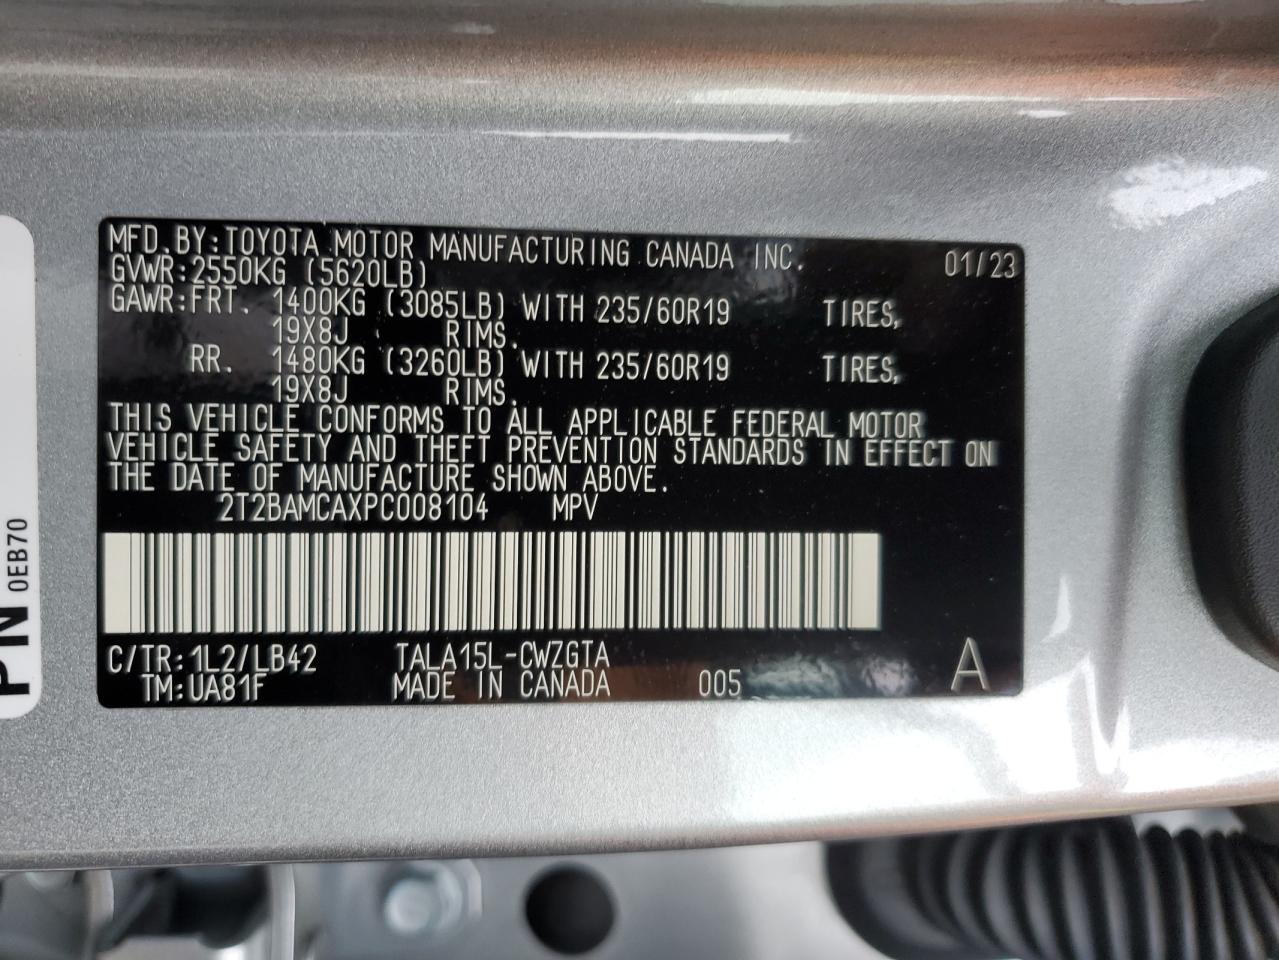 MFD.BY:TOYOTA MOTOR MANUFACTURING CANADA INC. 01/23
GVWR:2550KG (5620LB)
GAWR:FRT. 1400KG (3085LB) WITH 235/60R19 TIRES,
19X8J RIMS.
RR. 1480KG (3260LB) WITH 235/60R19 TIRES,
19X8J RIMS.
THIS VEHICLE CONFORMS TO ALL APPLICABLE FEDERAL MOTOR
VEHICLE SAFETY AND THEFT PREVENTION STANDARDS IN EFFECT ON
THE DATE OF MANUFACTURE SHOWN ABOVE.
2T2BAMCAXPC008104 MPV
C/TR:1L2/LB42 TALA15L-CWZGTA
TM:UA81F MADE IN CANADA 005 A
PN 0EB70